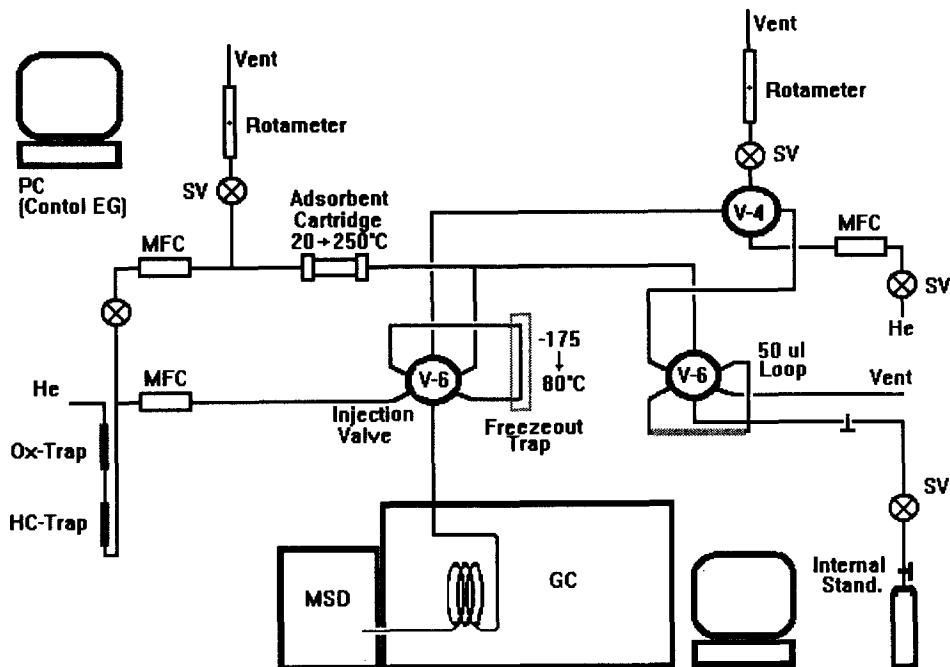 Vent
Rotameter
SV
PC
(Contol EG)
Adsorbent
Cartridge
20→250°C
MFC
Vent
Rotameter
SV
V-4
MFC
SV
He
-175
↓
80°C
V-6
Injection
Valve
Freezeout
Trap
He
MFC
Ox-Trap
HC-Trap
V-6
50 ul
Loop
Vent
SV
Internal
Stand.
MSD
GC